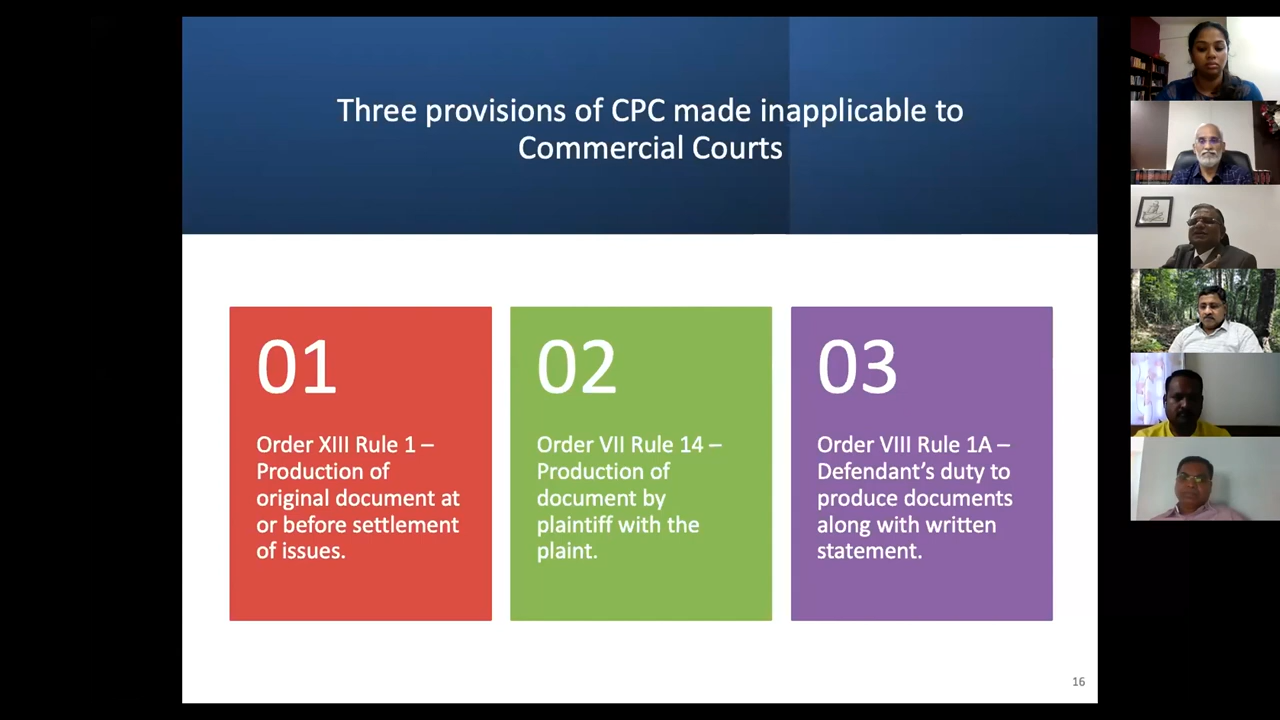 Three provisions of CPC made inapplicable to
Commercial Courts
01
Order XIII Rule 1 –
Production of
original document at
or before settlement
of issues.
02
Order VII Rule 14 –
Production of
document by
plaintiff with the
plaint.
03
Order VIII Rule 1A –
Defendant's duty to
produce documents
along with written
statement.
16